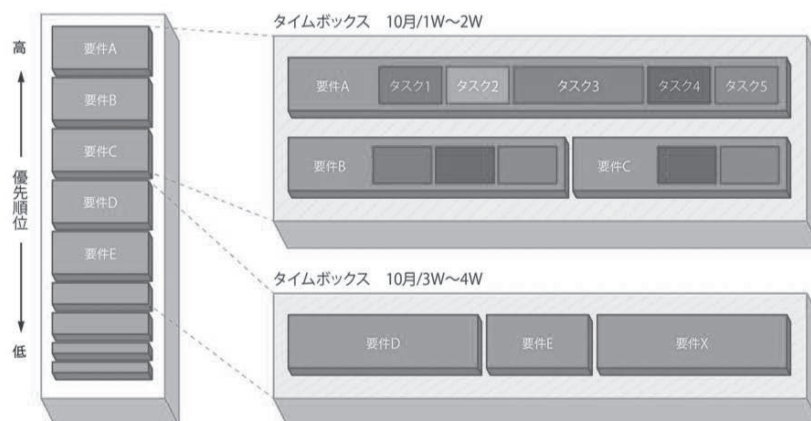 高
優先順位
低
要件A
要件B
要件C
要件D
要件E
タイムボックス 10月/1W〜2W
要件A タスク1 タスク2 タスク3 タスク4 タスク5
要件B 要件C
タイムボックス 10月/3W〜4W
要件D 要件E 要件X